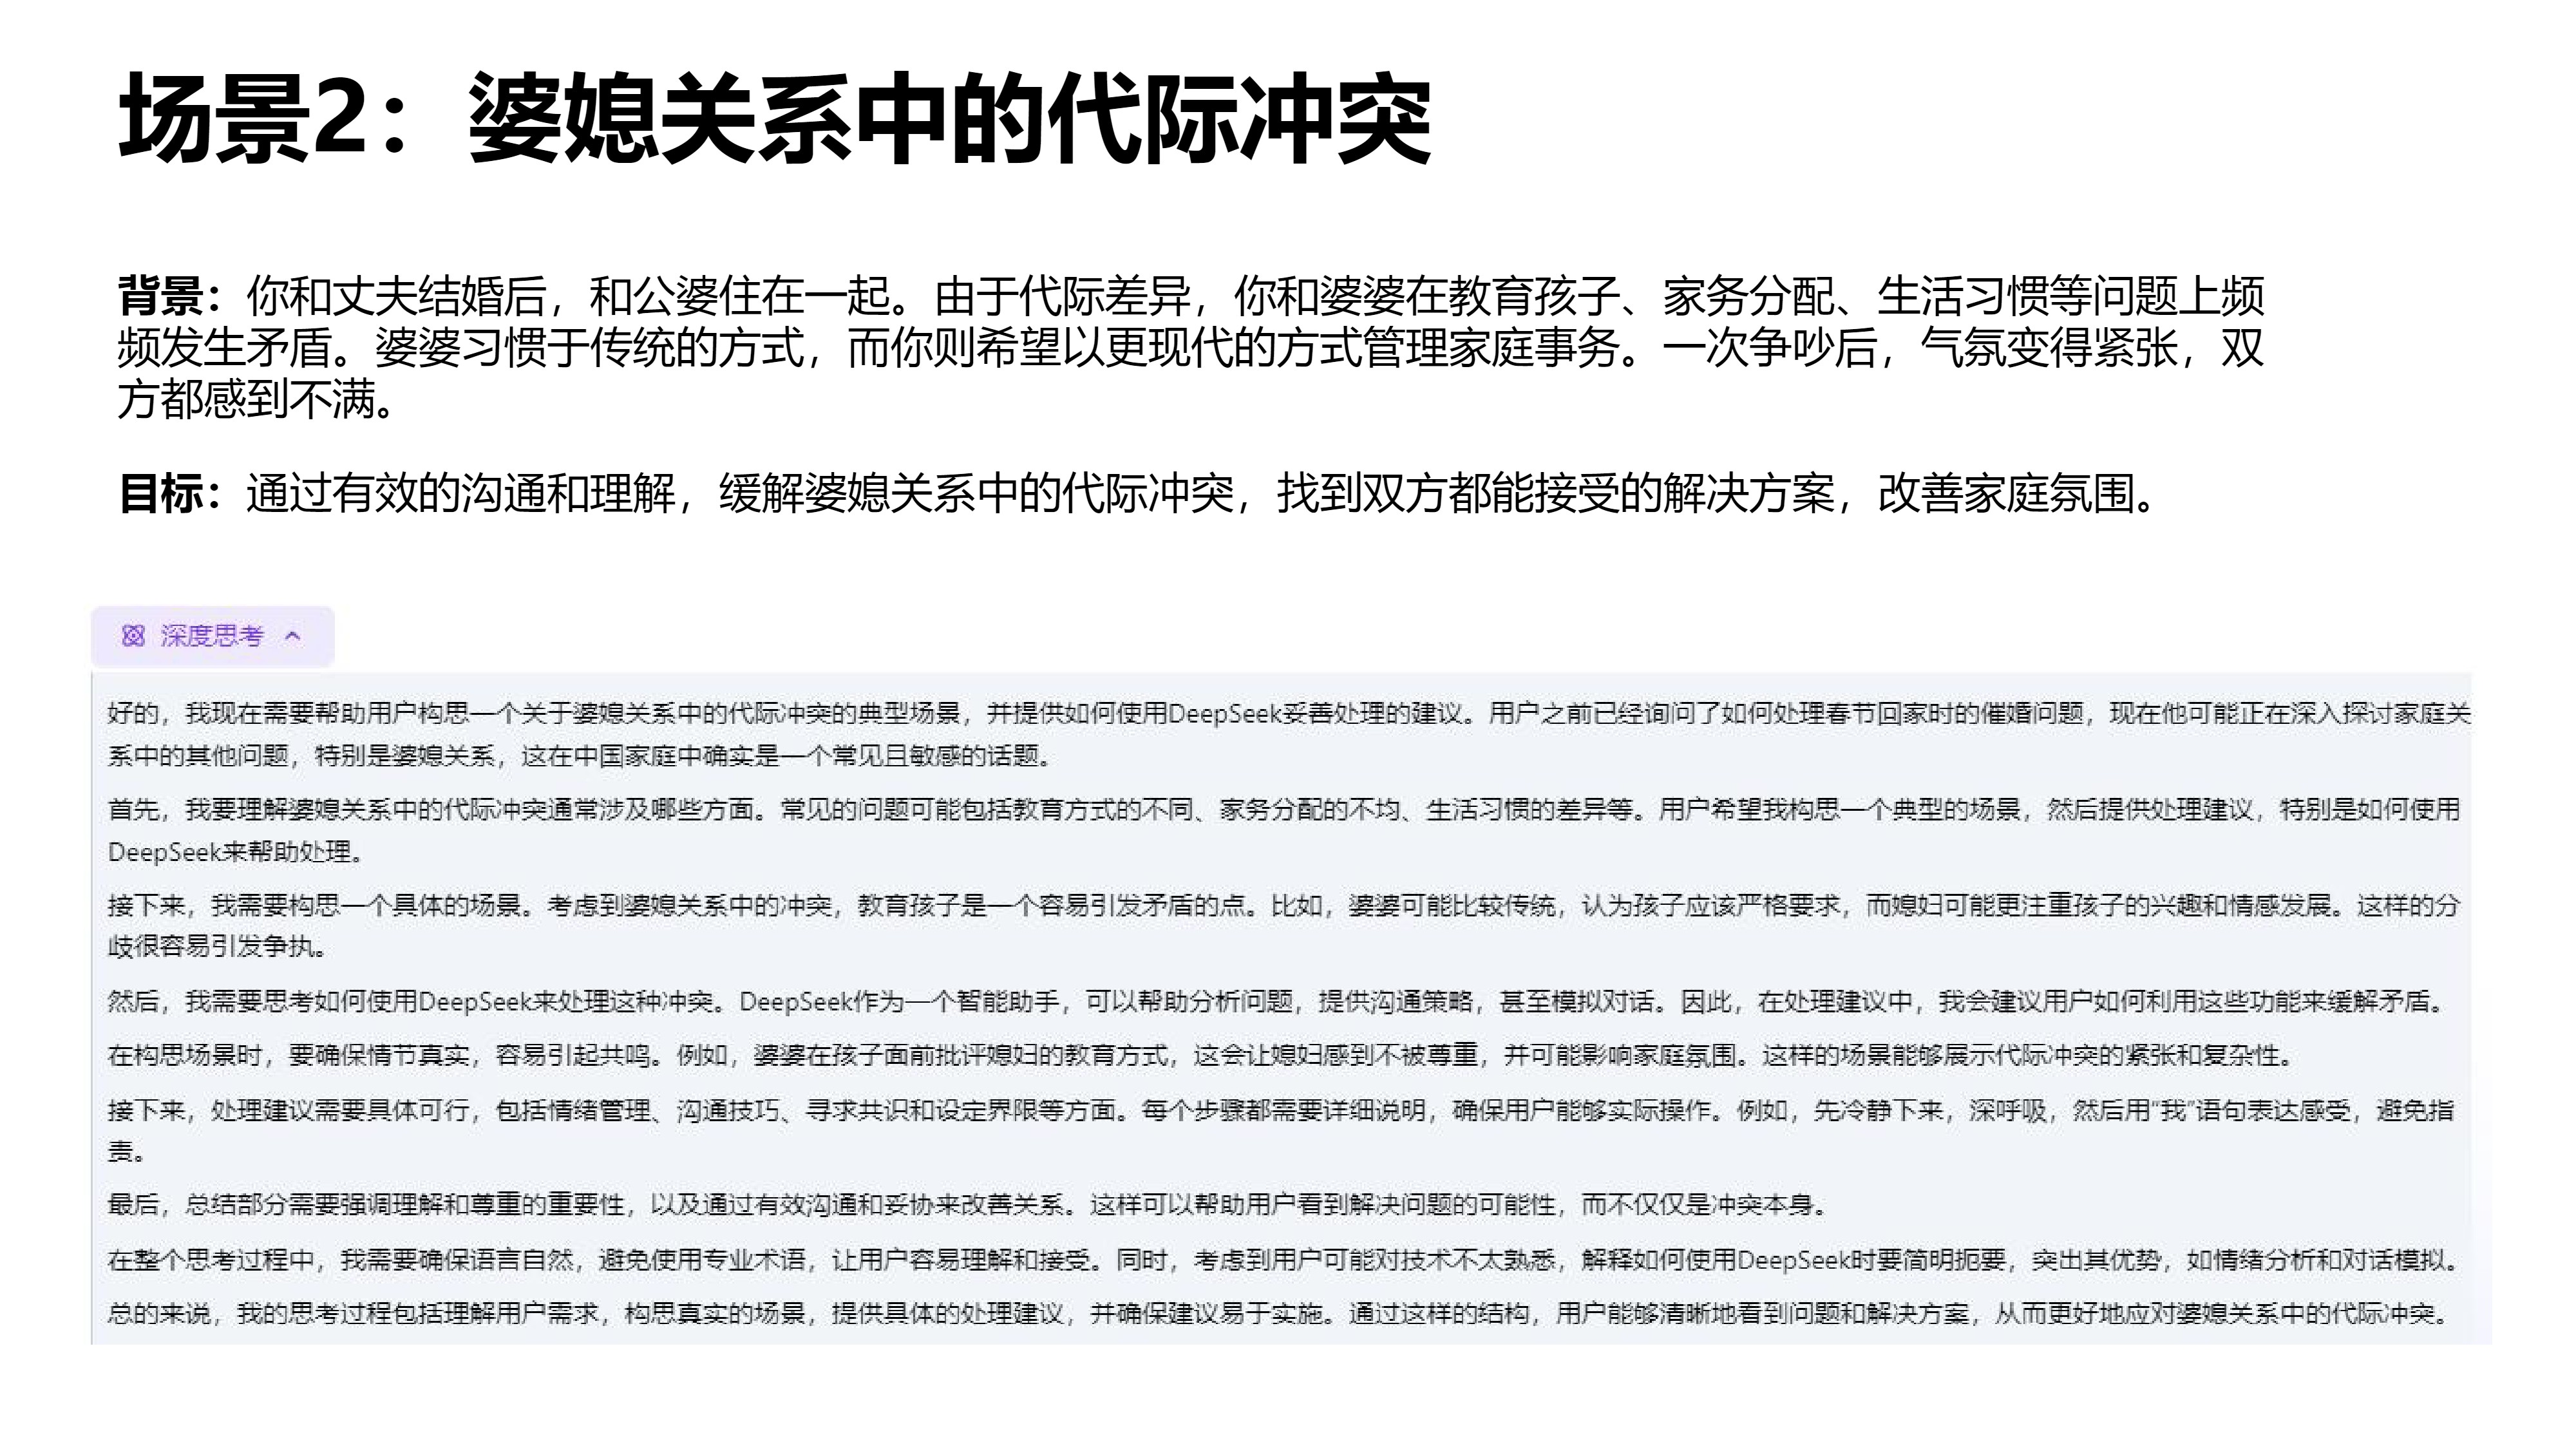 场景2：婆媳关系中的代际冲突
背景：你和丈夫结婚后，和公婆住在一起。由于代际差异，你和婆婆在教育孩子、家务分配、生活习惯等问题上频
频发生矛盾。婆婆习惯于传统的方式，而你则希望以更现代的方式管理家庭事务。一次争吵后，气氛变得紧张，双
方都感到不满。
目标：通过有效的沟通和理解，缓解婆媳关系中的代际冲突，找到双方都能接受的解决方案，改善家庭氛围。
深度思考
好的，我现在需要帮助用户构思一个关于婆媳关系中的代际冲突的典型场景，并提供如何使用DeepSeek妥善处理的建议。用户之前已经询问了如何处理春节回家时的催婚问题，现在他可能正在深入探讨家庭关
系中的其他问题，特别是婆媳关系，这在中国家庭中确实是一个常见且敏感的话题。
首先，我要理解婆媳关系中的代际冲突通常涉及哪些方面。常见的问题可能包括教育方式的不同、家务分配的不均、生活习惯的差异等。用户希望我构思一个典型的场景，然后提供处理建议，特别是如何使用
DeepSeek来帮助处理。
接下来，我需要构思一个具体的场景。考虑到婆媳关系中的冲突，教育孩子是一个容易引发矛盾的点。比如，婆婆可能比较传统，认为孩子应该严格要求，而媳妇可能更注重孩子的兴趣和情感发展。这样的分
歧很容易引发争执。
然后，我需要思考如何使用DeepSeek来处理这种冲突。DeepSeek作为一个智能助手，可以帮助分析问题，提供沟通策略，甚至模拟对话。因此，在处理建议中，我会建议用户如何利用这些功能来缓解矛盾。
在构思场景时，要确保情节真实，容易引起共鸣。例如，婆婆在孩子面前批评媳妇的教育方式，这会让媳妇感到不被尊重，并可能影响家庭氛围。这样的场景能够展示代际冲突的紧张和复杂性。
接下来，处理建议需要具体可行，包括情绪管理、沟通技巧、寻求共识和设定界限等方面。每个步骤都需要详细说明，确保用户能够实际操作。例如，先冷静下来，深呼吸，然后用“我”语句表达感受，避免指
责。
最后，总结部分需要强调理解和尊重的重要性，以及通过有效沟通和妥协来改善关系。这样可以帮助用户看到解决问题的可能性，而不仅仅是冲突本身。
在整个思考过程中，我需要确保语言自然，避免使用专业术语，让用户容易理解和接受。同时，考虑到用户可能对技术不太熟悉，解释如何使用DeepSeek时要简明扼要，突出其优势，如情绪分析和对话模拟。
总的来说，我的思考过程包括理解用户需求，构思真实的场景，提供具体的处理建议，并确保建议易于实施。通过这样的结构，用户能够清晰地看到问题和解决方案，从而更好地应对婆媳关系中的代际冲突。